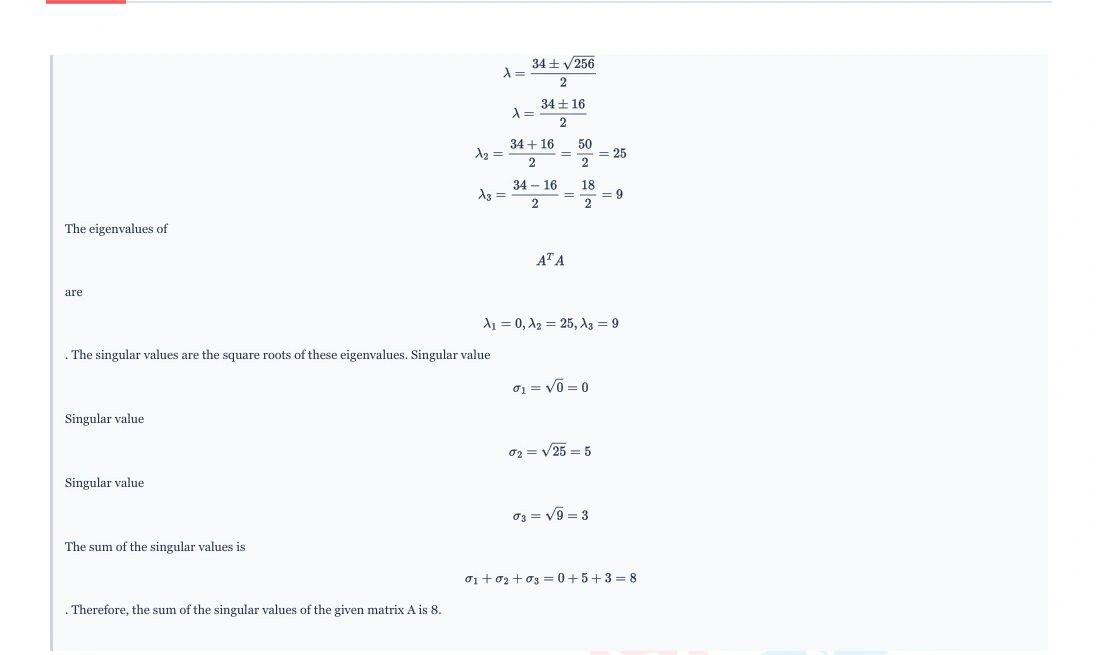 λ = (34 ± √256) / 2
λ = (34 ± 16) / 2
λ₂ = (34 + 16) / 2 = 50 / 2 = 25
λ₃ = (34 − 16) / 2 = 18 / 2 = 9
The eigenvalues of
AᵀA
are
λ₁ = 0, λ₂ = 25, λ₃ = 9
. The singular values are the square roots of these eigenvalues. Singular value
σ₁ = √0 = 0
Singular value
σ₂ = √25 = 5
Singular value
σ₃ = √9 = 3
The sum of the singular values is
σ₁ + σ₂ + σ₃ = 0 + 5 + 3 = 8
. Therefore, the sum of the singular values of the given matrix A is 8.